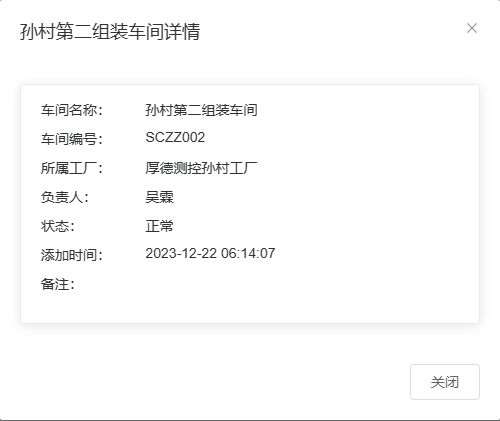 孙村第二组装车间详情
车间名称： 孙村第二组装车间
车间编号： SCZZ002
所属工厂： 厚德测控孙村工厂
负责人： 吴霖
状态： 正常
添加时间： 2023-12-22 06:14:07
备注：
关闭